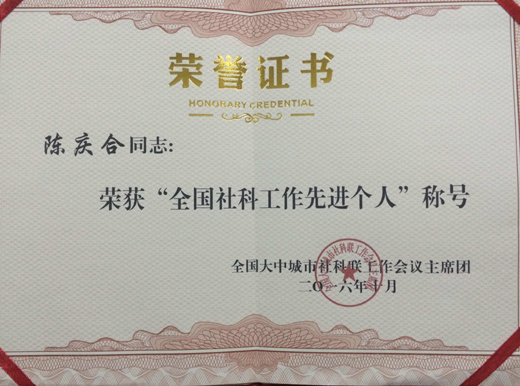 荣誉证书
HONORARY CREDENTIAL
陈庆合同志:
荣获“全国社科工作先进个人”称号
全国大中城市社科联工作会议主席团
二〇一六年十月